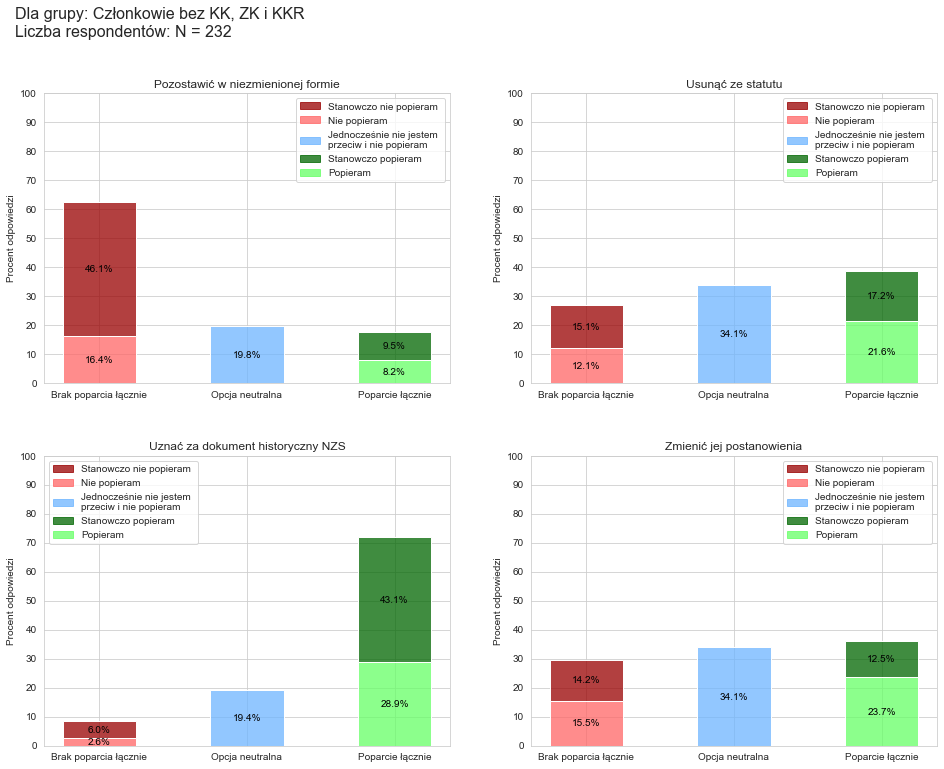 Dla grupy: Członkowie bez KK, ZK i KKR
Liczba respondentów: N = 232
Pozostawić w niezmienionej formie
Procent odpowiedzi
100
90
80
70
60
50
40
30
20
10
0
Stanowczo nie popieram
Nie popieram
Jednocześnie nie jestem
przeciw i nie popieram
Stanowczo popieram
Popieram
46.1%
16.4%
19.8%
9.5%
8.2%
Brak poparcia łącznie
Opcja neutralna
Poparcie łącznie
Usunąć ze statutu
Procent odpowiedzi
100
90
80
70
60
50
40
30
20
10
0
Stanowczo nie popieram
Nie popieram
Jednocześnie nie jestem
przeciw i nie popieram
Stanowczo popieram
Popieram
15.1%
12.1%
34.1%
17.2%
21.6%
Brak poparcia łącznie
Opcja neutralna
Poparcie łącznie
Uznać za dokument historyczny NZS
Procent odpowiedzi
100
90
80
70
60
50
40
30
20
10
0
Stanowczo nie popieram
Nie popieram
Jednocześnie nie jestem
przeciw i nie popieram
Stanowczo popieram
Popieram
6.0%
2.6%
19.4%
43.1%
28.9%
Brak poparcia łącznie
Opcja neutralna
Poparcie łącznie
Zmienić jej postanowienia
Procent odpowiedzi
100
90
80
70
60
50
40
30
20
10
0
Stanowczo nie popieram
Nie popieram
Jednocześnie nie jestem
przeciw i nie popieram
Stanowczo popieram
Popieram
14.2%
15.5%
34.1%
12.5%
23.7%
Brak poparcia łącznie
Opcja neutralna
Poparcie łącznie